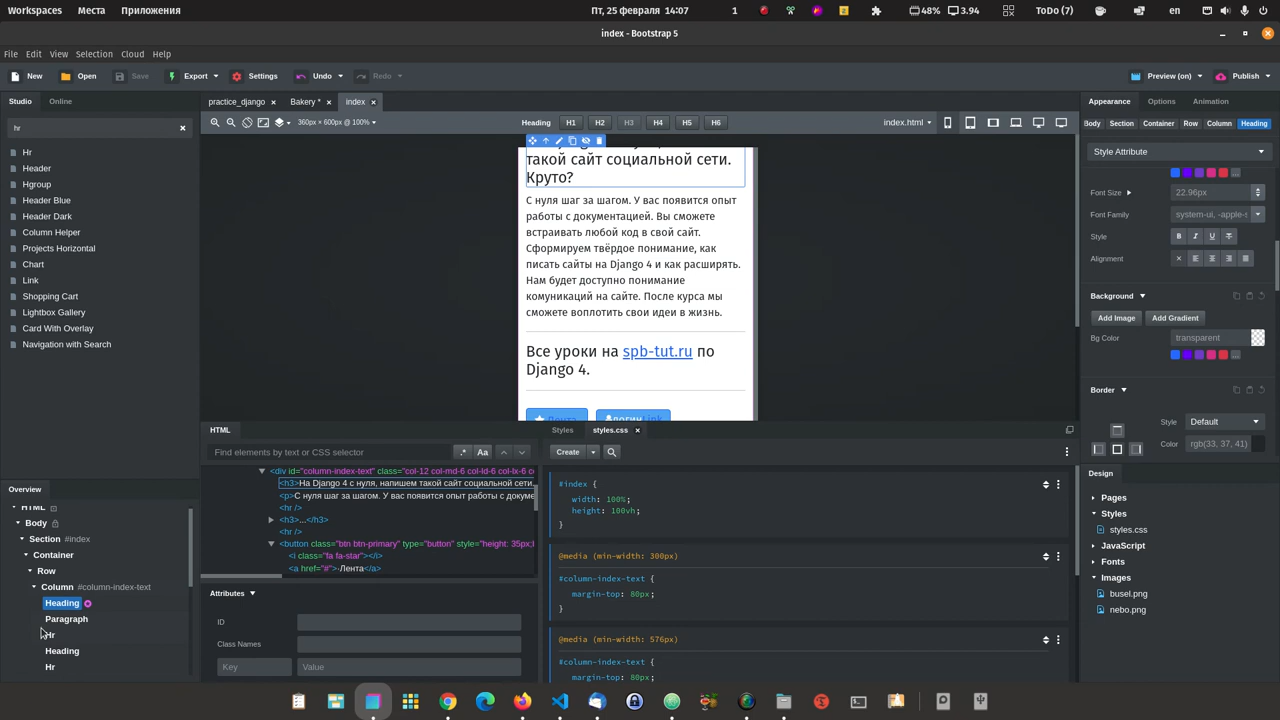 Workspaces Места Приложения Пт, 25 февраля 14:07 1 48% 3.94 ToDo (7) en
index - Bootstrap 5
File Edit View Selection Cloud Help
New Open Save Export Settings Undo Redo Preview (on) Publish
Studio Online practice_django Bakery * index Appearance Options Animation
hr 360px × 600px @ 100% Heading H1 H2 H3 H4 H5 H6 index.html Body Section Container Row Column Heading
Hr
Header
Hgroup
Header Blue
Header Dark
Column Helper
Projects Horizontal
Chart
Link
Shopping Cart
Lightbox Gallery
Card With Overlay
Navigation with Search
такой сайт социальной сети.
Круто?
С нуля шаг за шагом. У вас появится опыт
работы с документацией. Вы сможете
встраивать любой код в свой сайт.
Сформируем твёрдое понимание, как
писать сайты на Django 4 и как расширять.
Нам будет доступно понимание
комуникаций на сайте. После курса мы
сможете воплотить свои идеи в жизнь.
Все уроки на spb-tut.ru по
Django 4.
Style Attribute
...
Font Size 22.96px
Font Family system-ui, -apple-s
Style B I U T
Alignment
Background
Add Image Add Gradient
Bg Color transparent
...
Border
Style Default
Color rgb(33, 37, 41)
HTML
Find elements by text or CSS selector .* Aa
<div id="column-index-text" class="col-12 col-md-6 col-ld-6 col-lx-6 c
<h3>На Django 4 с нуля, напишем такой сайт социальной сети.
<p>С нуля шаг за шагом. У вас появится опыт работы с докуме
<hr />
<h3>...</h3>
<hr />
<button class="btn btn-primary" type="button" style="height: 35px;
<i class="fa fa-star"></i>
<a href="#">·Лента</a>
Attributes
ID
Class Names
Key Value
Styles styles.css
Create
#index {
width: 100%;
height: 100vh;
}
@media (min-width: 300px)
#column-index-text {
margin-top: 80px;
}
@media (min-width: 576px)
#column-index-text {
margin-top: 80px;
Overview
HTML
Body
Section #index
Container
Row
Column #column-index-text
Heading
Paragraph
Hr
Heading
Hr
Design
Pages
Styles
styles.css
JavaScript
Fonts
Images
busel.png
nebo.png